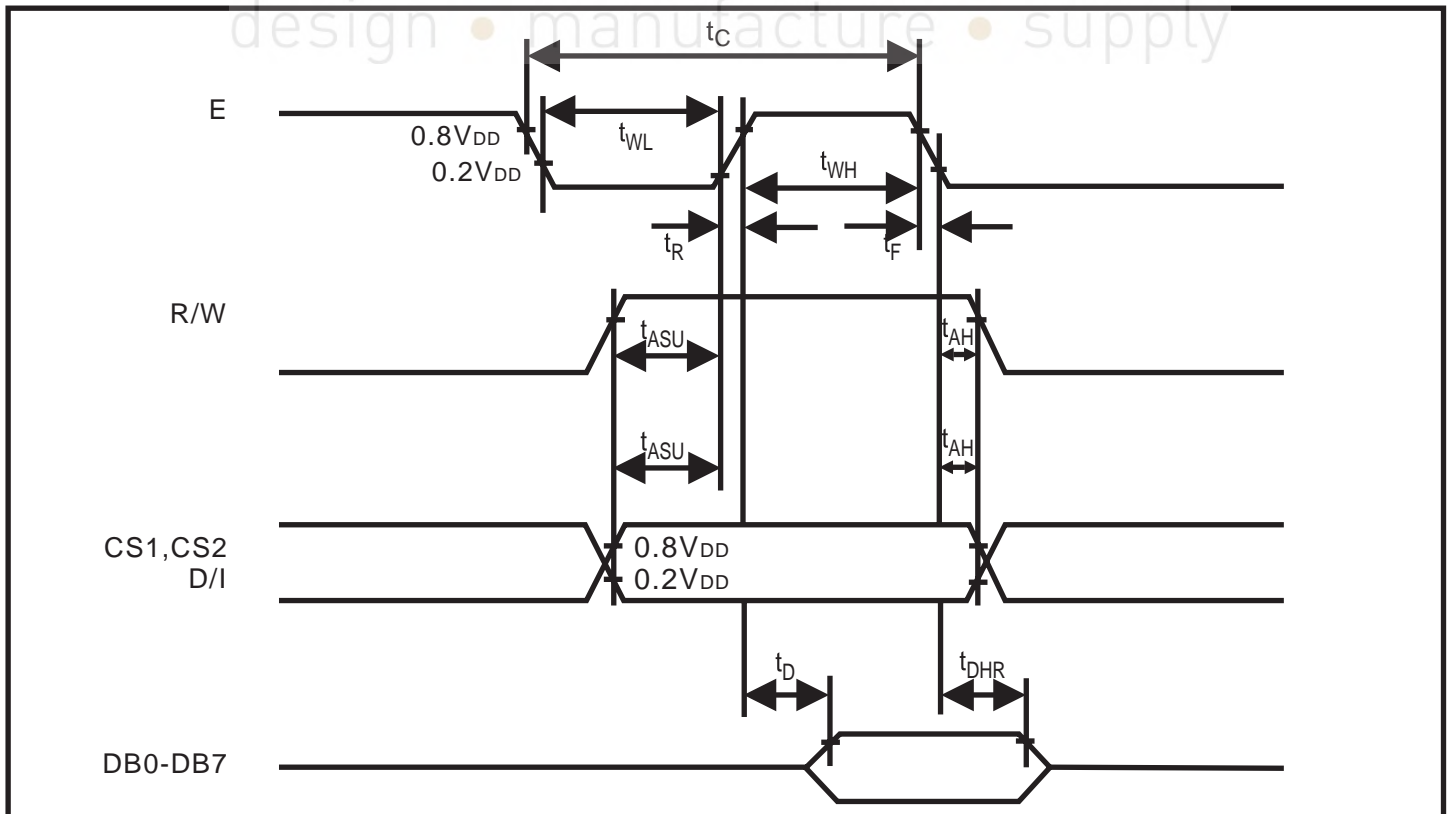 design • manufacture • supply
tC
E
0.8VDD
tWL
0.2VDD
tWH
tR
tF
R/W
tASU
tAH
tASU
tAH
CS1,CS2
0.8VDD
D/I
0.2VDD
tD
tDHR
DB0-DB7